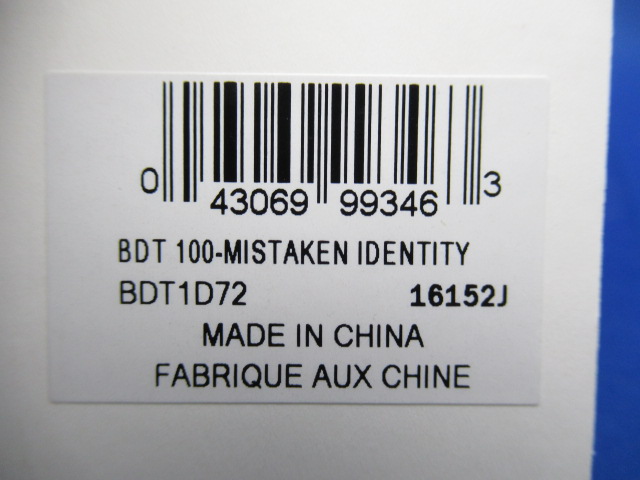 0 43069 99346 3
BDT 100-MISTAKEN IDENTITY
BDT1D72 16152J
MADE IN CHINA
FABRIQUE AUX CHINE